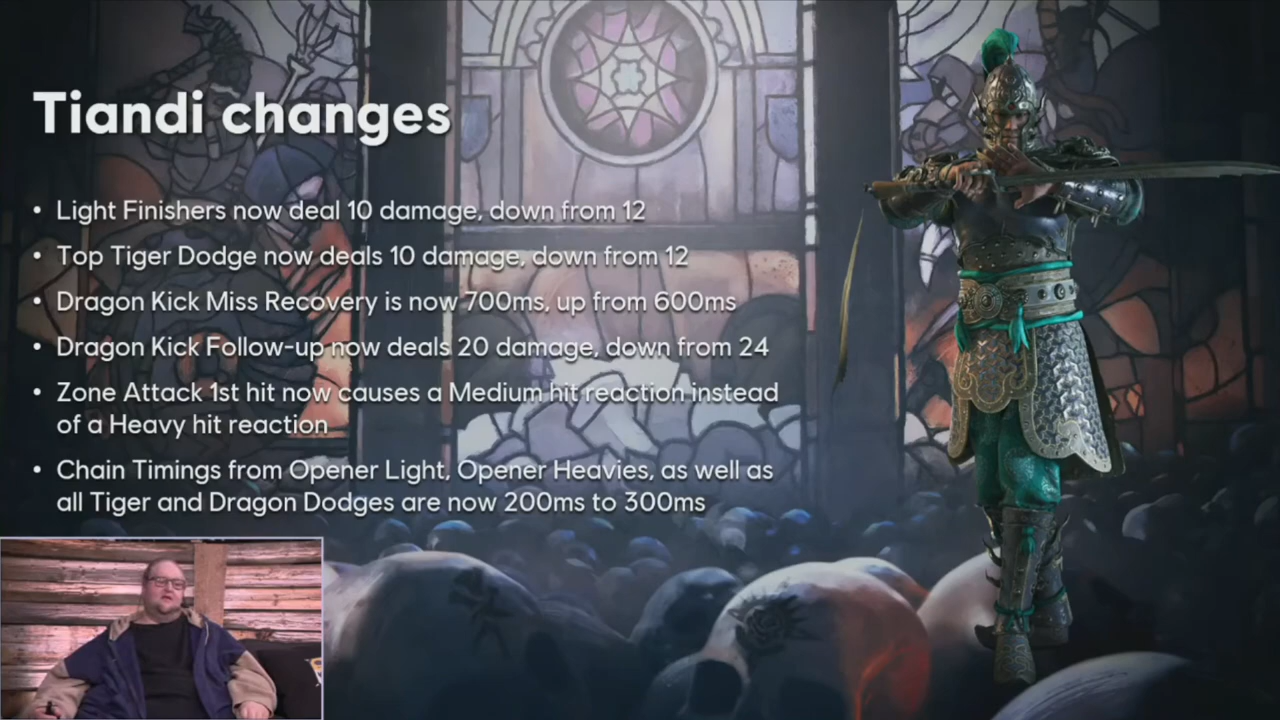 Tiandi changes
• Light Finishers now deal 10 damage, down from 12
• Top Tiger Dodge now deals 10 damage, down from 12
• Dragon Kick Miss Recovery is now 700ms, up from 600ms
• Dragon Kick Follow-up now deals 20 damage, down from 24
• Zone Attack 1st hit now causes a Medium hit reaction instead
of a Heavy hit reaction
• Chain Timings from Opener Light, Opener Heavies, as well as
all Tiger and Dragon Dodges are now 200ms to 300ms